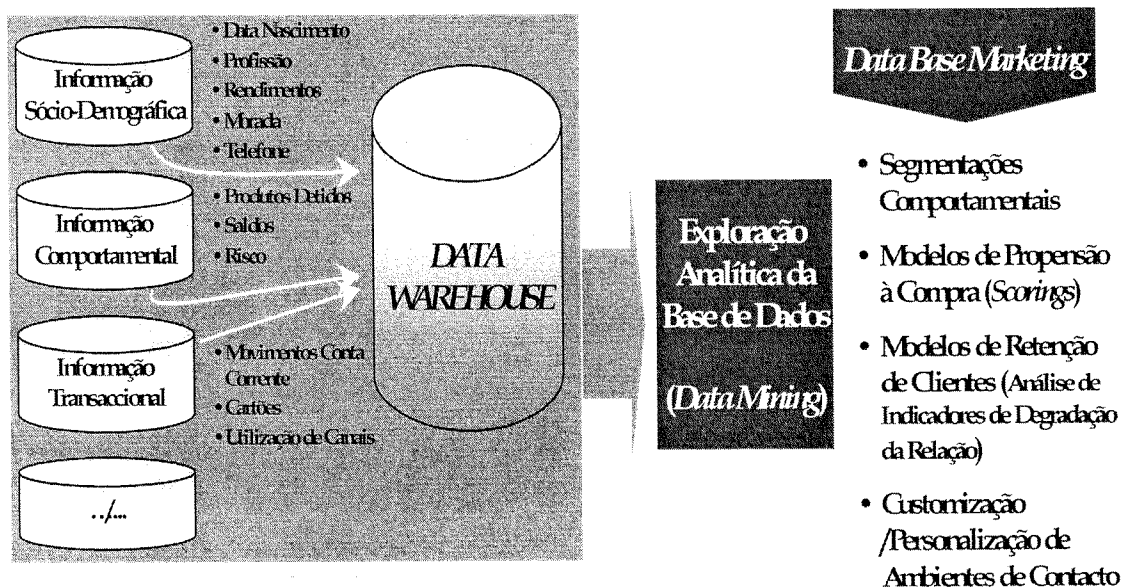 Informação
Sócio-Demográfica
• Data Nascimento
• Profissão
• Rendimentos
• Morada
• Telefone
Informação
Comportamental
• Produtos Detidos
• Saldos
• Risco
Informação
Transaccional
• Movimentos Conta
Corrente
• Cartões
• Utilização de Canais
../...
DATA
WAREHOUSE
Exploração
Analítica da
Base de Dados
(Data Mining)
Data Base Marketing
• Segmentações
Comportamentais
• Modelos de Propensão
à Compra (Scorings)
• Modelos de Retenção
de Clientes (Análise de
Indicadores de Degradação
da Relação)
• Customização
/Personalização de
Ambientes de Contacto